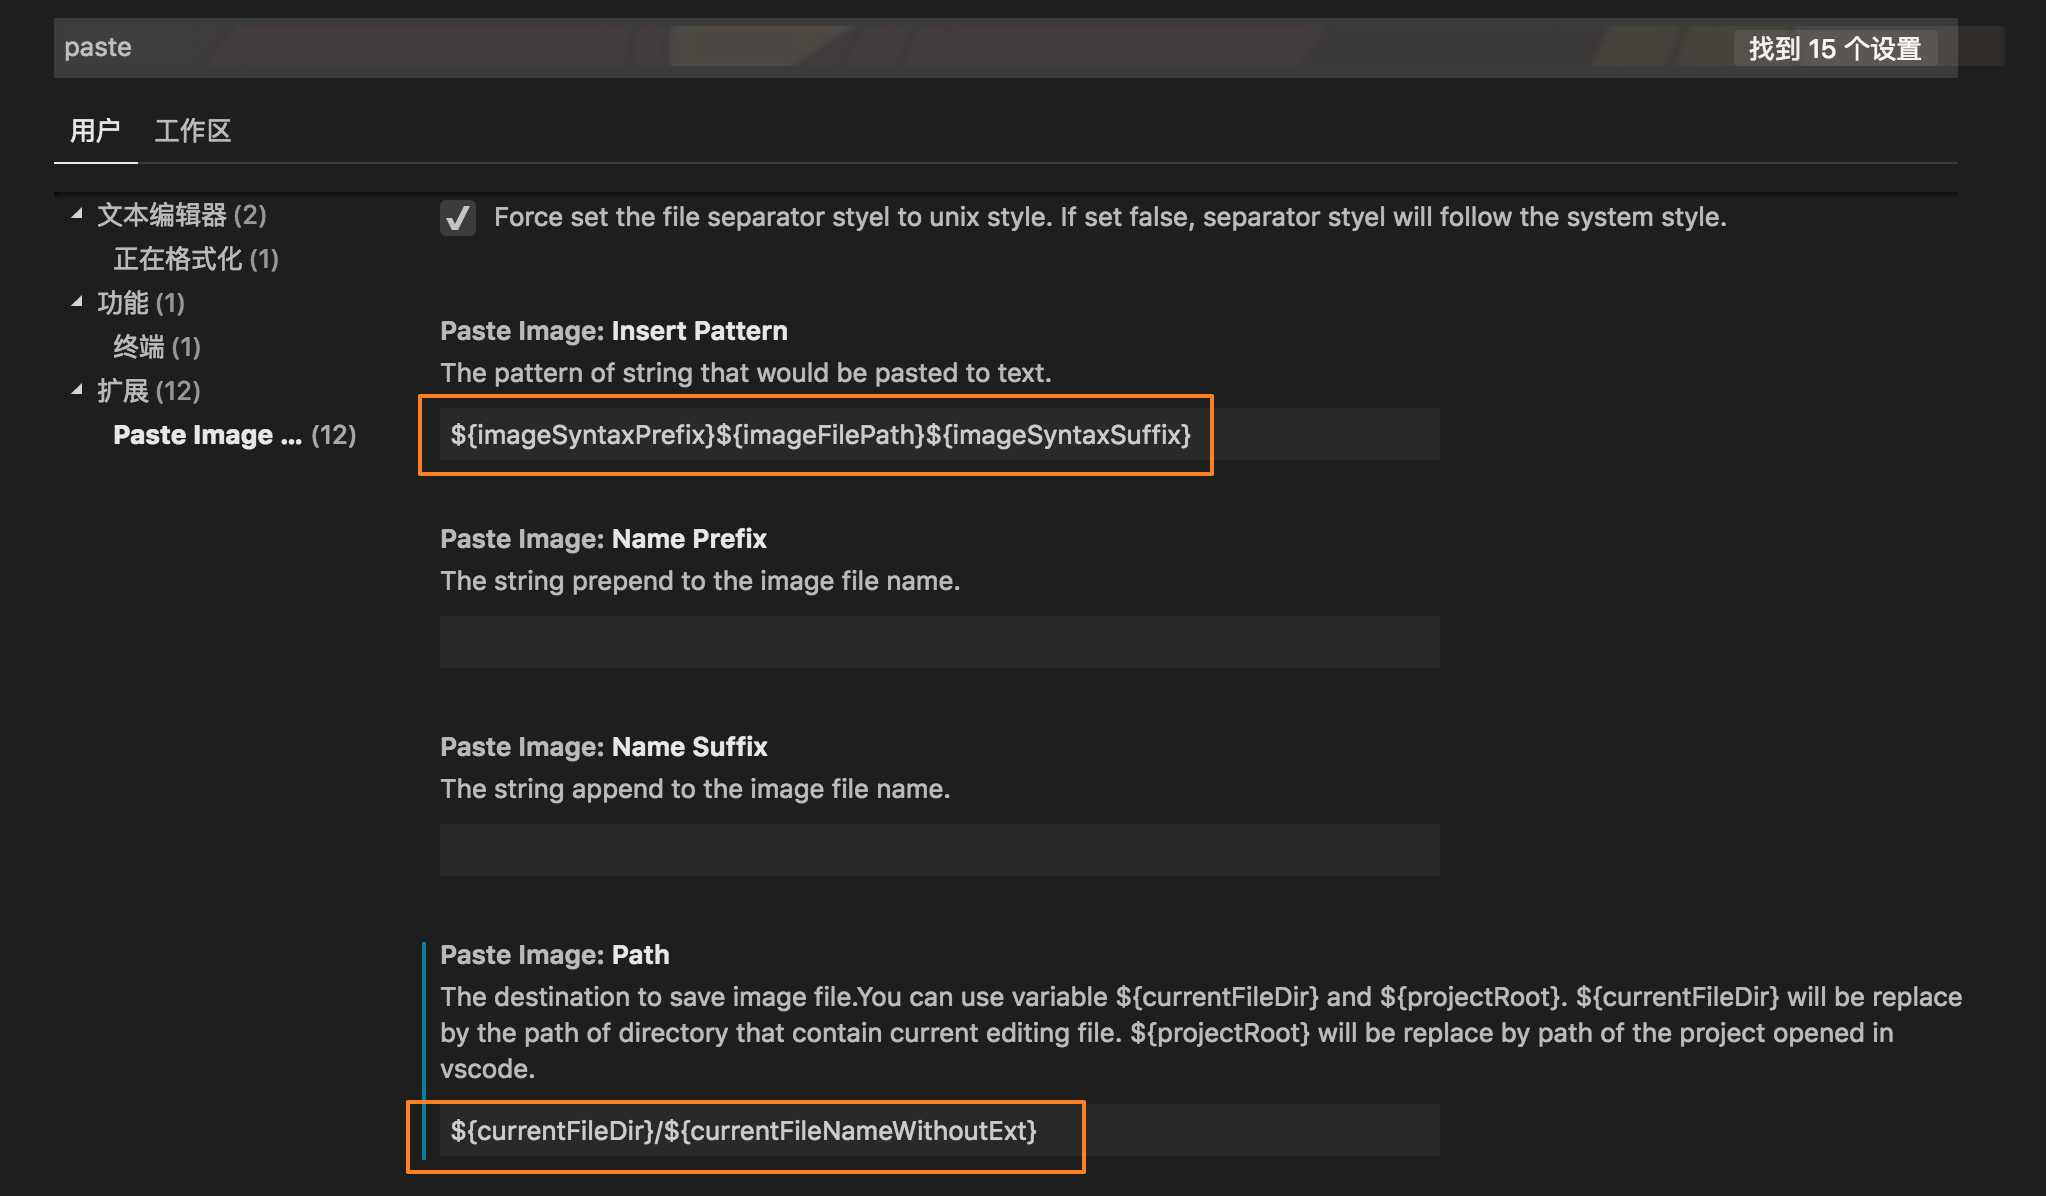 paste
找到 15 个设置
用户
工作区
文本编辑器 (2)
正在格式化 (1)
功能 (1)
终端 (1)
扩展 (12)
Paste Image ... (12)
Force set the file separator styel to unix style. If set false, separator styel will follow the system style.
Paste Image: Insert Pattern
The pattern of string that would be pasted to text.
${imageSyntaxPrefix}${imageFilePath}${imageSyntaxSuffix}
Paste Image: Name Prefix
The string prepend to the image file name.
Paste Image: Name Suffix
The string append to the image file name.
Paste Image: Path
The destination to save image file.You can use variable ${currentFileDir} and ${projectRoot}. ${currentFileDir} will be replace
by the path of directory that contain current editing file. ${projectRoot} will be replace by path of the project opened in
vscode.
${currentFileDir}/${currentFileNameWithoutExt}